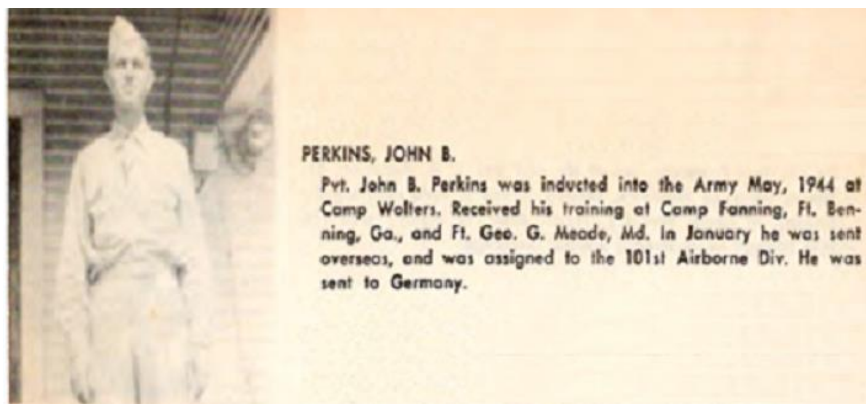 PERKINS, JOHN B.
Pvt. John B. Perkins was inducted into the Army May, 1944 at
Camp Wolters. Received his training at Camp Fanning, Ft. Ben-
ning, Ga., and Ft. Geo. G. Meade, Md. In January he was sent
overseas, and was assigned to the 101st Airborne Div. He was
sent to Germany.